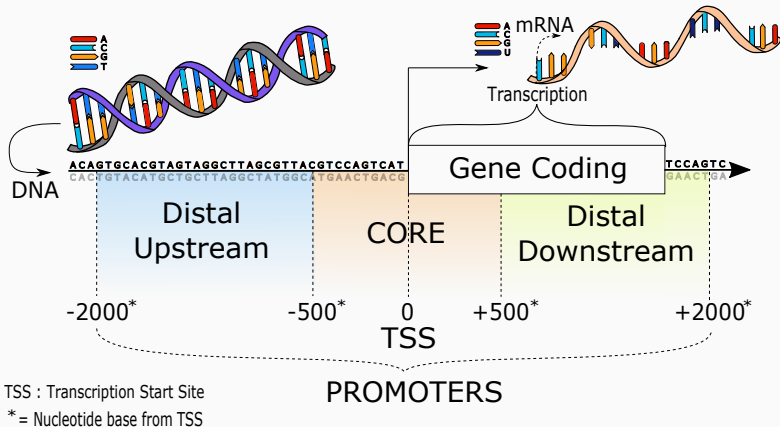 A
C
G
T
A
C
G
U
mRNA
Transcription
DNA
ACAGTGCACGTAGTAGGCTTAGCGTTACGTCCAGTCAT
CACTGTACATGCTGCTTAGGCTATGGCATGAACTGACG
Gene Coding
TCCAGTC
GAACTGA
Distal
Upstream
CORE
Distal
Downstream
-2000*
-500*
0
+500*
+2000*
TSS
PROMOTERS
TSS : Transcription Start Site
* = Nucleotide base from TSS